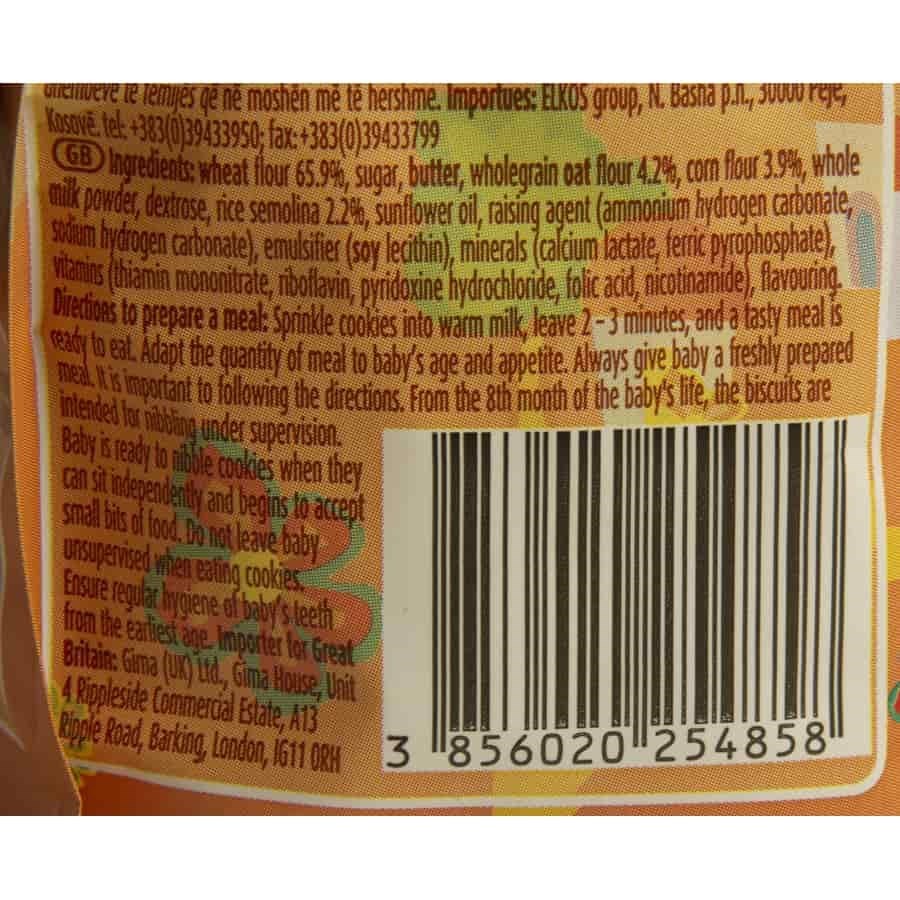 të fëmijës që në moshën më të hershme. Importues: ELKOS group, N. Basha p.n., 30000 Pejë,
Kosovë. tel: +383(0)39433950; fax:+383(0)39433799
GB Ingredients: wheat flour 65.9%, sugar, butter, wholegrain oat flour 4.2%, corn flour 3.9%, whole
milk powder, dextrose, rice semolina 2.2%, sunflower oil, raising agent (ammonium hydrogen carbonate,
sodium hydrogen carbonate), emulsifier (soy lecithin), minerals (calcium lactate, ferric pyrophosphate),
vitamins (thiamin mononitrate, riboflavin, pyridoxine hydrochloride, folic acid, nicotinamide), flavouring.
Directions to prepare a meal: Sprinkle cookies into warm milk, leave 2 – 3 minutes, and a tasty meal is
ready to eat. Adapt the quantity of meal to baby's age and appetite. Always give baby a freshly prepared
meal. It is important to following the directions. From the 8th month of the baby's life, the biscuits are
intended for nibbling under supervision.
Baby is ready to nibble cookies when they
can sit independently and begins to accept
small bits of food. Do not leave baby
unsupervised when eating cookies.
Ensure regular hygiene of baby's teeth
from the earliest age. Importer for Great
Britain: Gima (UK) Ltd., Gima House, Unit
4 Rippleside Commercial Estate, A13
Ripple Road, Barking, London, IG11 0RH
3 856020 254858